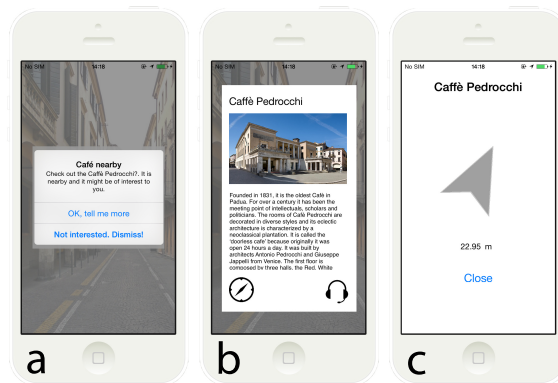 No SIM 14:18
Café nearby
Check out the Caffè Pedrocchi?. It is
nearby and it might be of interest to
you.
OK, tell me more
Not interested. Dismiss!
a
No SIM 14:18
Caffè Pedrocchi
Founded in 1831, it is the oldest Café in
Padua. For over a century it has been the
meeting point of intellectuals, scholars and
politicians. The rooms of Cafè Pedrocchi are
decorated in diverse styles and its eclectic
architecture is characterized by a
neoclassical plantation. It is called the
'doorless cafe' because originally it was
open 24 hours a day. It was built by
architects Antonio Pedrocchi and Giuseppe
Jappelli from Venice. The first floor is
composed by three halls, the Red, White
b
No SIM 14:18
Caffè Pedrocchi
22.95 m
Close
c